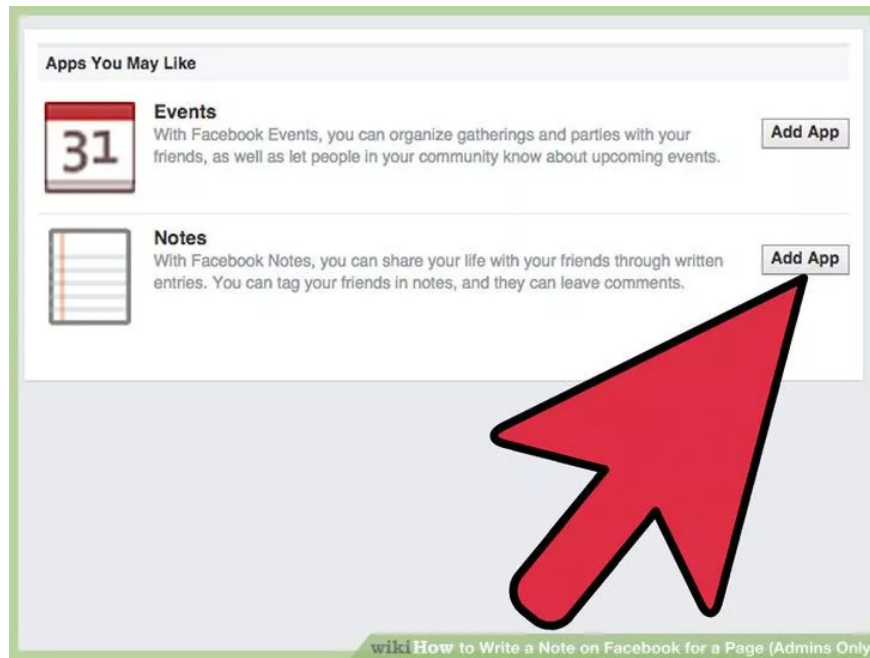 Apps You May Like
Events
With Facebook Events, you can organize gatherings and parties with your
friends, as well as let people in your community know about upcoming events.
Add App
31
Notes
With Facebook Notes, you can share your life with your friends through written
entries. You can tag your friends in notes, and they can leave comments.
Add App
wikiHow to Write a Note on Facebook for a Page (Admins Only